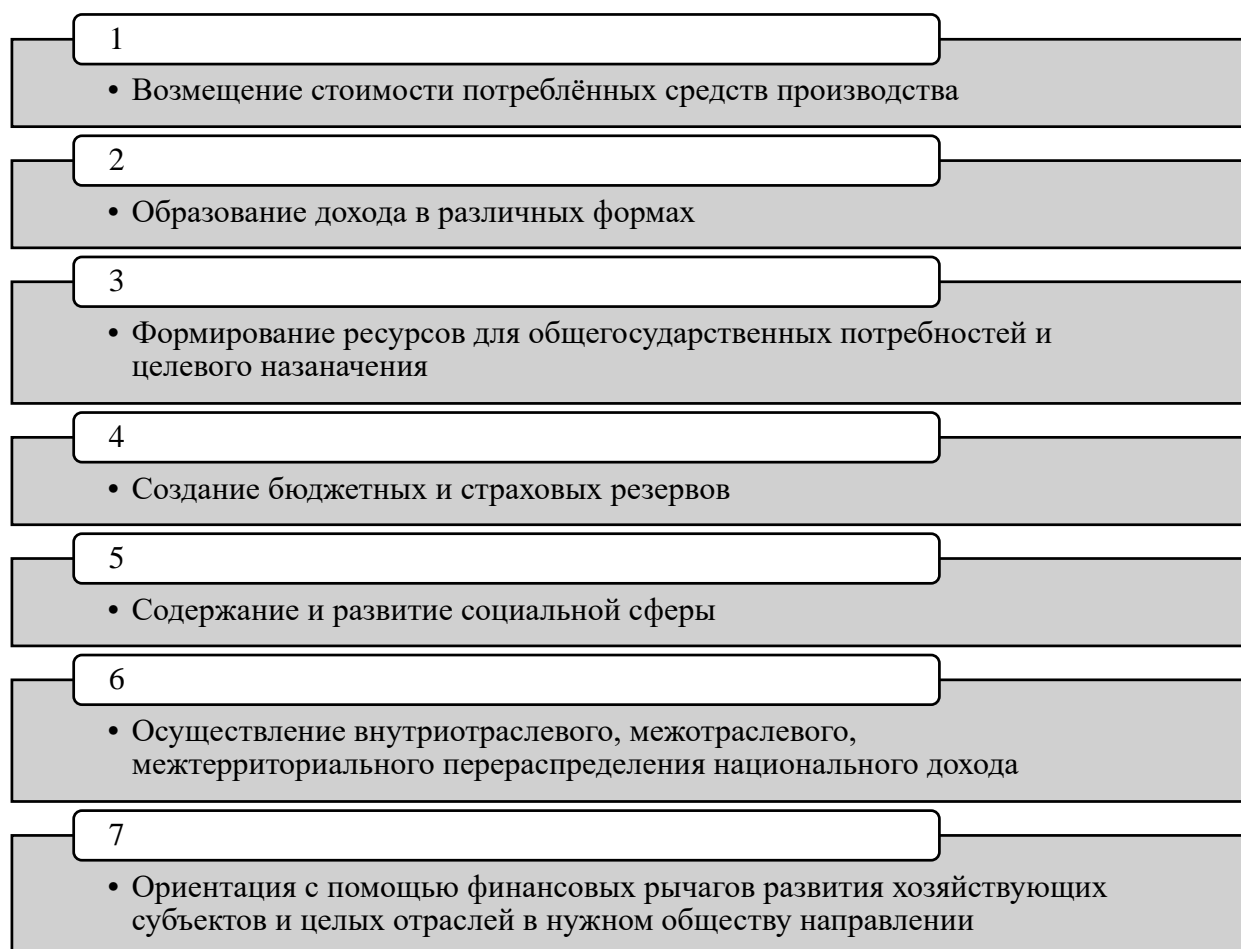 1
• Возмещение стоимости потреблённых средств производства
2
• Образование дохода в различных формах
3
• Формирование ресурсов для общегосударственных потребностей и
целевого назаначения
4
• Создание бюджетных и страховых резервов
5
• Содержание и развитие социальной сферы
6
• Осуществление внутриотраслевого, межотраслевого,
межтерриториального перераспределения национального дохода
7
• Ориентация с помощью финансовых рычагов развития хозяйствующих
субъектов и целых отраслей в нужном обществу направлении